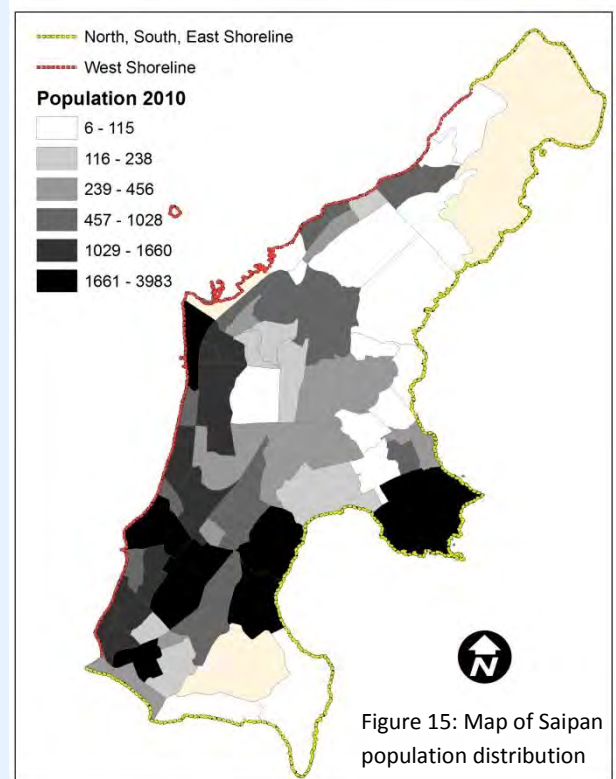 North, South, East Shoreline
West Shoreline
Population 2010
6 - 115
116 - 238
239 - 456
457 - 1028
1029 - 1660
1661 - 3983
N
Figure 15: Map of Saipan
population distribution